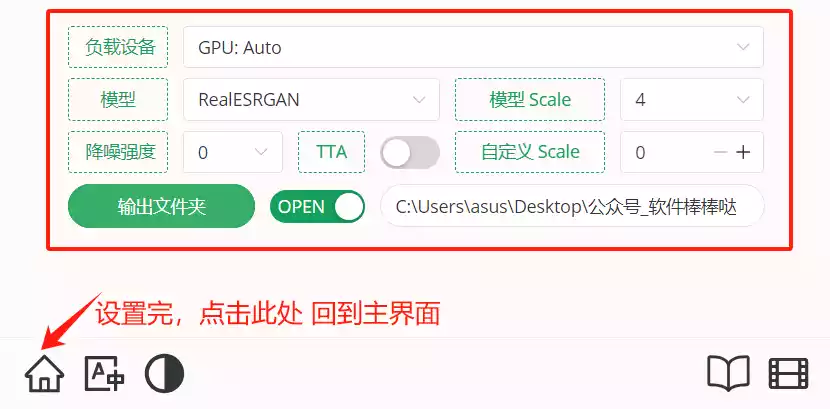 负载设备 GPU: Auto
模型 RealESRGAN 模型 Scale 4
降噪强度 0 TTA 自定义 Scale 0
输出文件夹 OPEN C:\Users\asus\Desktop\公众号_软件棒棒哒
设置完，点击此处 回到主界面
A中